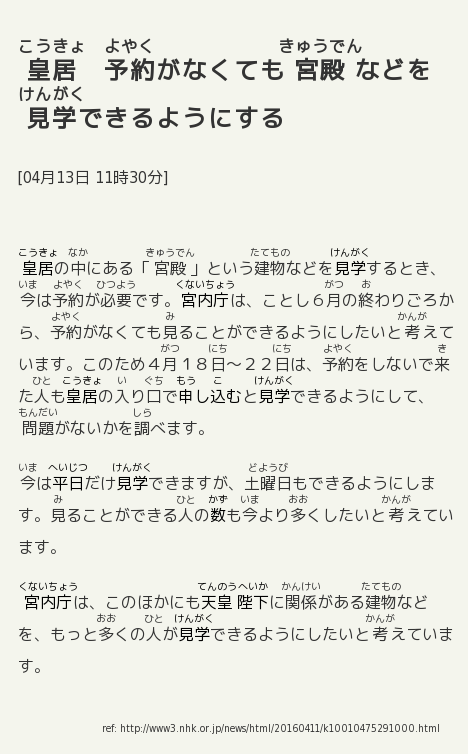 こうきょ よやく きゅうでん
皇居 予約がなくても 宮殿 などを
けんがく
見学できるようにする
[04月13日 11時30分]
こうきょ なか きゅうでん たてもの けんがく
皇居の中にある「 宮殿 」という建物などを見学するとき、
いま よやく ひつよう くないちょう がつ お
今は予約が必要です。宮内庁は、ことし６月の終わりごろか
よやく み かんが
ら、予約がなくても見ることができるようにしたいと考えて
がつ にち にち よやく き
います。このため４月１８日～２２日は、予約をしないで来
ひと こうきょ い ぐち もう こ けんがく
た人も皇居の入り口で申し込むと見学できるようにして、
もんだい しら
問題がないかを調べます。
いま へいじつ けんがく どようび
今は平日だけ見学できますが、土曜日もできるようにしま
み ひと かず いま おお かんが
す。見ることができる人の数も今より多くしたいと考えてい
ます。
くないちょう てんのうへいか かんけい たてもの
宮内庁は、このほかにも天皇 陛下に関係がある建物など
おお ひと けんがく かんが
を、もっと多くの人が見学できるようにしたいと考えていま
す。
ref: http://www3.nhk.or.jp/news/html/20160411/k10010475291000.html